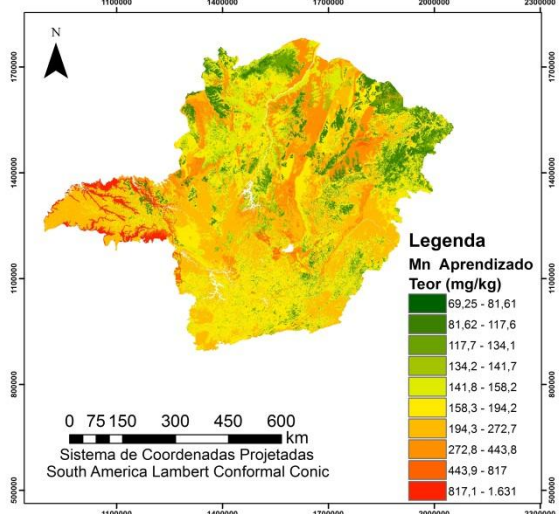 1100000 1400000 1700000 2000000 2300000
N
1700000
1400000
1100000
800000
500000
Legenda
Mn Aprendizado
Teor (mg/kg)
69,25 - 81,61
81,62 - 117,6
117,7 - 134,1
134,2 - 141,7
141,8 - 158,2
158,3 - 194,2
194,3 - 272,7
272,8 - 443,8
443,9 - 817
817,1 - 1.631
0 75 150 300 450 600
km
Sistema de Coordenadas Projetadas
South America Lambert Conformal Conic
1700000
1400000
1100000
800000
500000
1100000 1400000 1700000 2000000 2300000